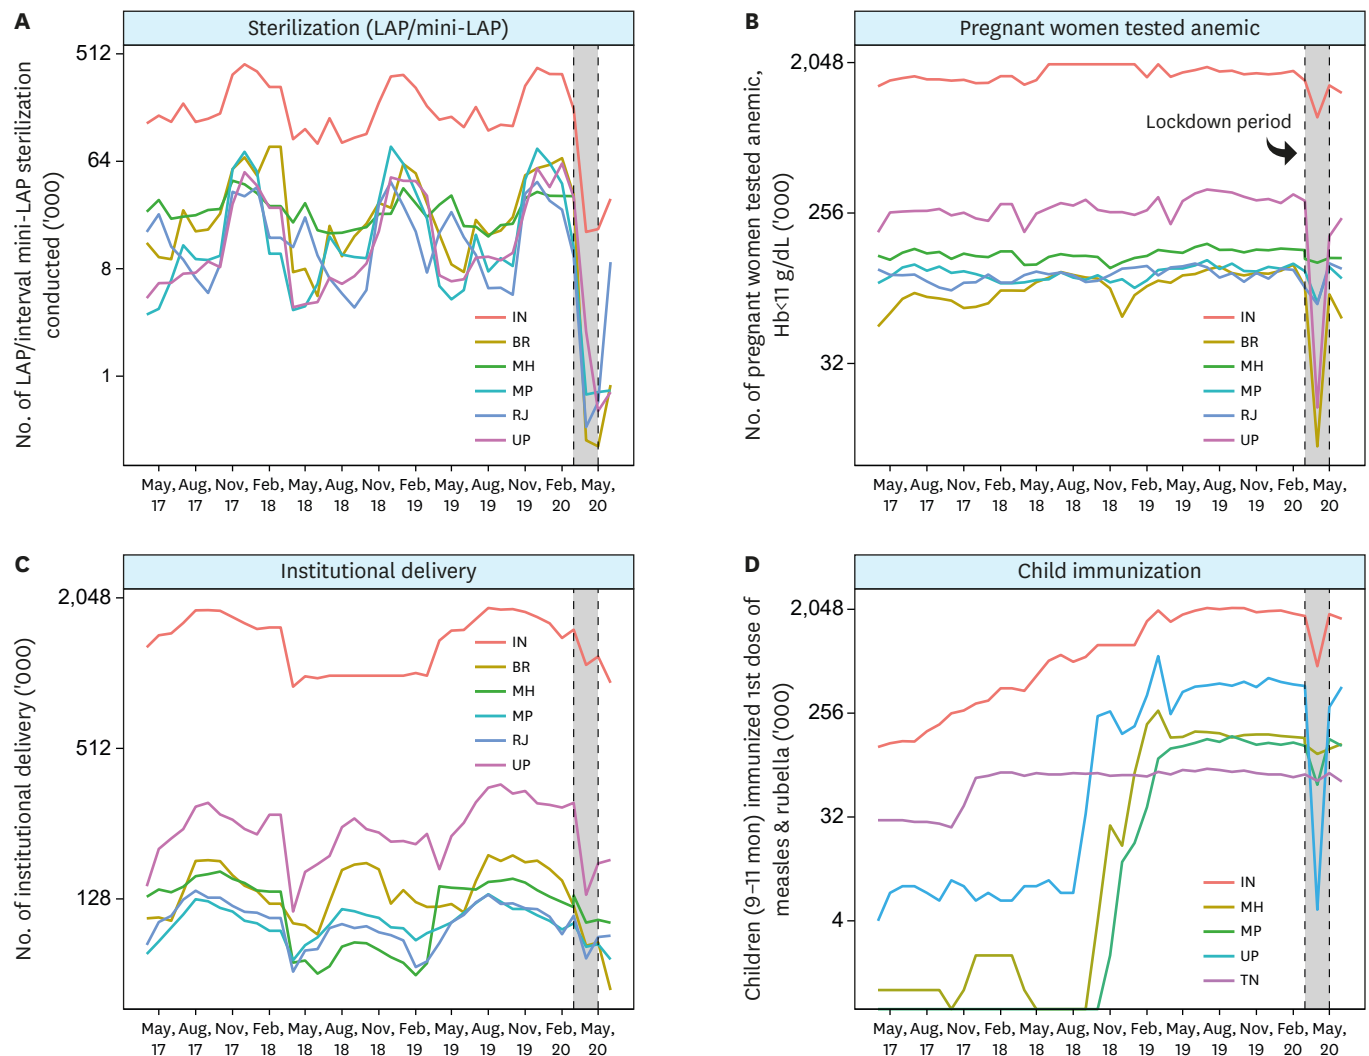 A
Sterilization (LAP/mini-LAP)
No. of LAP/interval mini-LAP sterilization
conducted ('000)
512
64
8
1
IN
BR
MH
MP
RJ
UP
May, Aug, Nov, Feb, May, Aug, Nov, Feb, May, Aug, Nov, Feb, May,
17 17 17 18 18 18 18 19 19 19 19 20 20
B
Pregnant women tested anemic
No. of pregnant women tested anemic,
Hb<11 g/dL ('000)
2,048
256
32
Lockdown period
IN
BR
MH
MP
RJ
UP
May, Aug, Nov, Feb, May, Aug, Nov, Feb, May, Aug, Nov, Feb, May,
17 17 17 18 18 18 18 19 19 19 19 20 20
C
Institutional delivery
No. of institutional delivery ('000)
2,048
512
128
IN
BR
MH
MP
RJ
UP
May, Aug, Nov, Feb, May, Aug, Nov, Feb, May, Aug, Nov, Feb, May,
17 17 17 18 18 18 18 19 19 19 19 20 20
D
Child immunization
Children (9–11 mon) immunized 1st dose of
measles & rubella ('000)
2,048
256
32
4
IN
MH
MP
UP
TN
May, Aug, Nov, Feb, May, Aug, Nov, Feb, May, Aug, Nov, Feb, May,
17 17 17 18 18 18 18 19 19 19 19 20 20